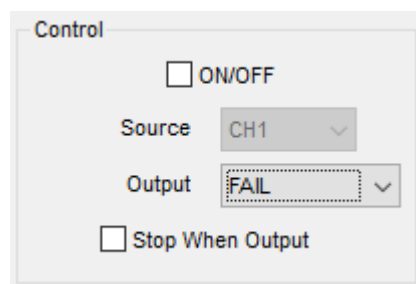 Control
ON/OFF
Source CH1
Output FAIL
Stop When Output